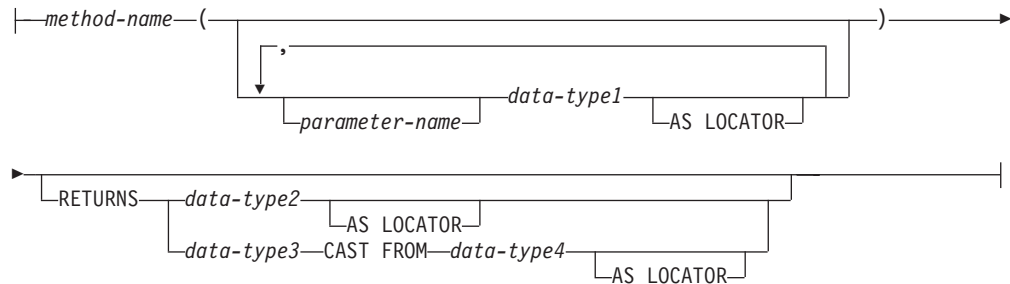 method-name ( )
,
data-type1
parameter-name AS LOCATOR
RETURNS data-type2
AS LOCATOR
data-type3 CAST FROM data-type4
AS LOCATOR